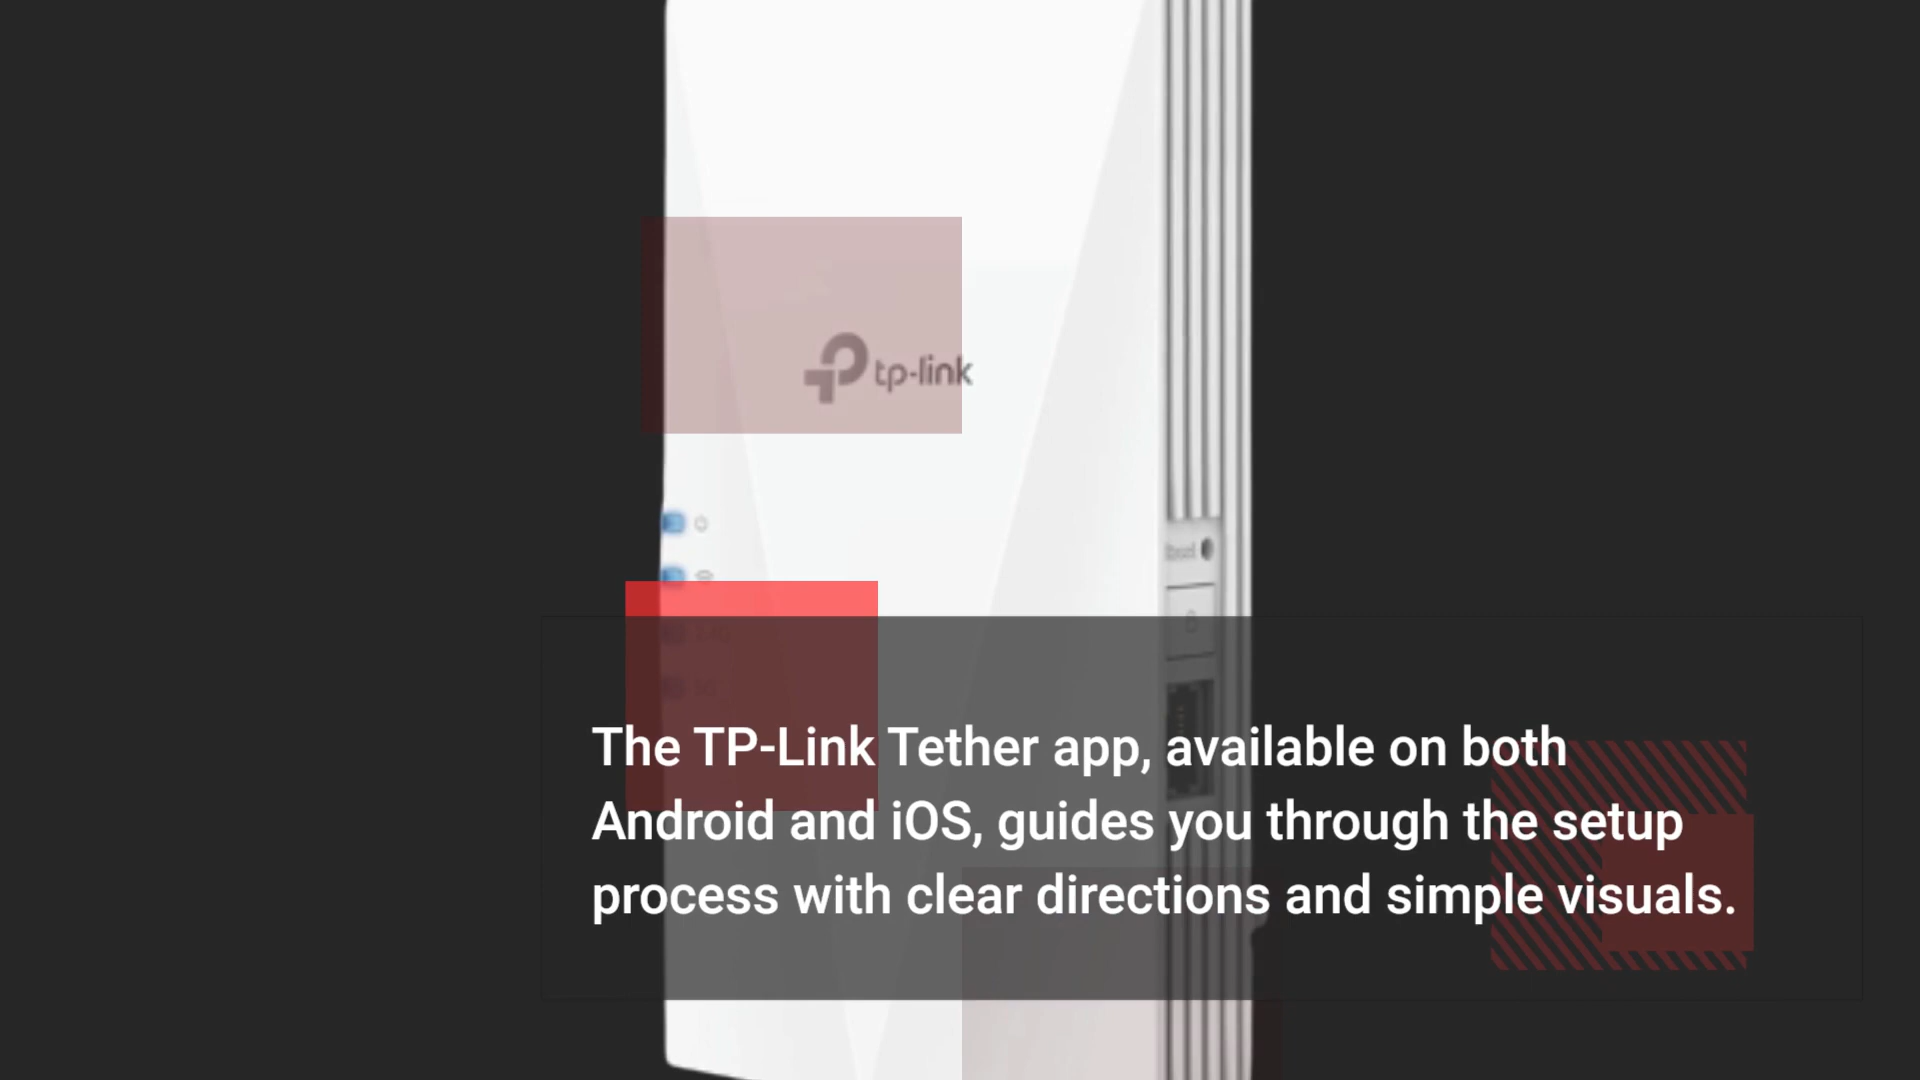 tp-link
The TP-Link Tether app, available on both
Android and iOS, guides you through the setup
process with clear directions and simple visuals.